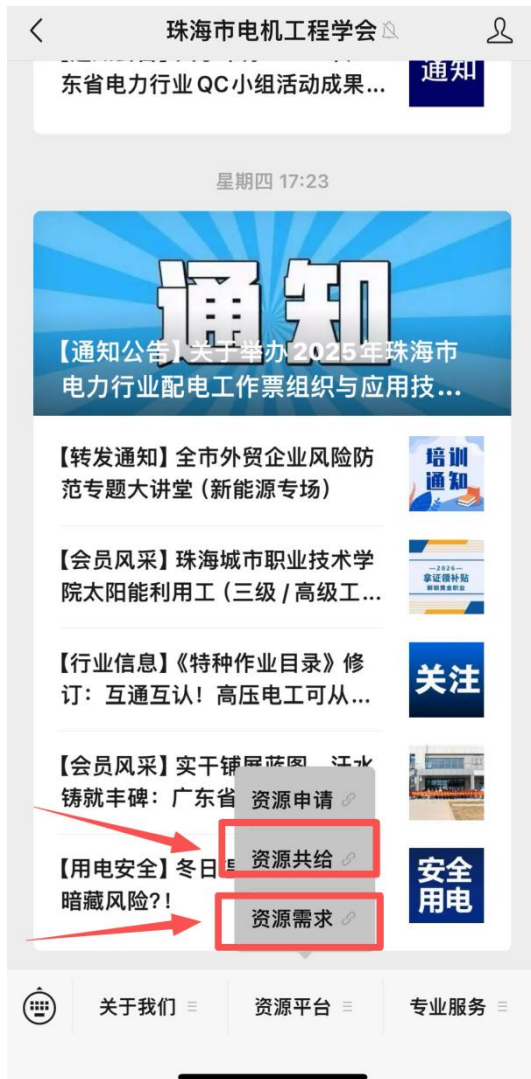 珠海市电机工程学会
东省电力行业QC小组活动成果...
通知
星期四 17:23
通知
【通知公告】关于举办2025年珠海市
电力行业配电工作票组织与应用技...
【转发通知】全市外贸企业风险防
范专题大讲堂（新能源专场）
培训
通知
【会员风采】珠海城市职业技术学
院太阳能利用工（三级 / 高级工...
—2026—
拿证领补贴
【行业信息】《特种作业目录》修
订：互通互认！高压电工可从...
关注
【会员风采】实干铺展蓝图，汗水
铸就丰碑：广东省
资源申请
资源共给
【用电安全】冬日
暗藏风险?!
安全
用电
资源需求
关于我们
资源平台
专业服务